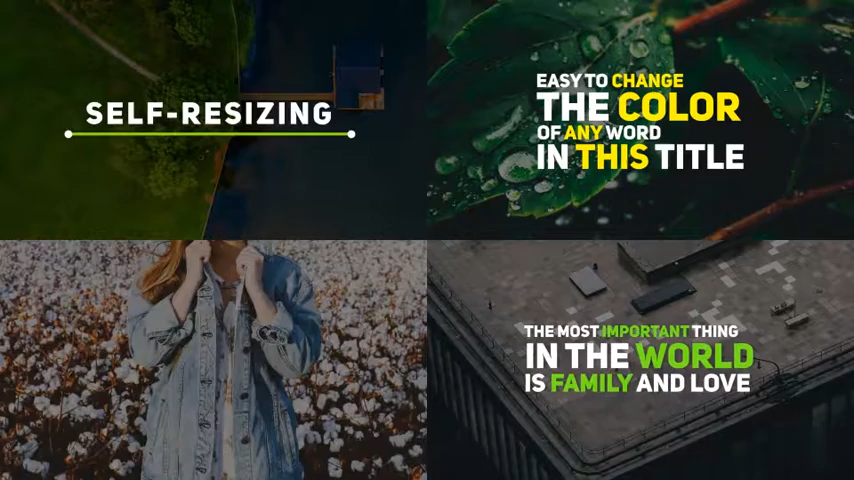 SELF-RESIZING
EASY TO CHANGE
THE COLOR
OF ANY WORD
IN THIS TITLE
THE MOST IMPORTANT THING
IN THE WORLD
IS FAMILY AND LOVE